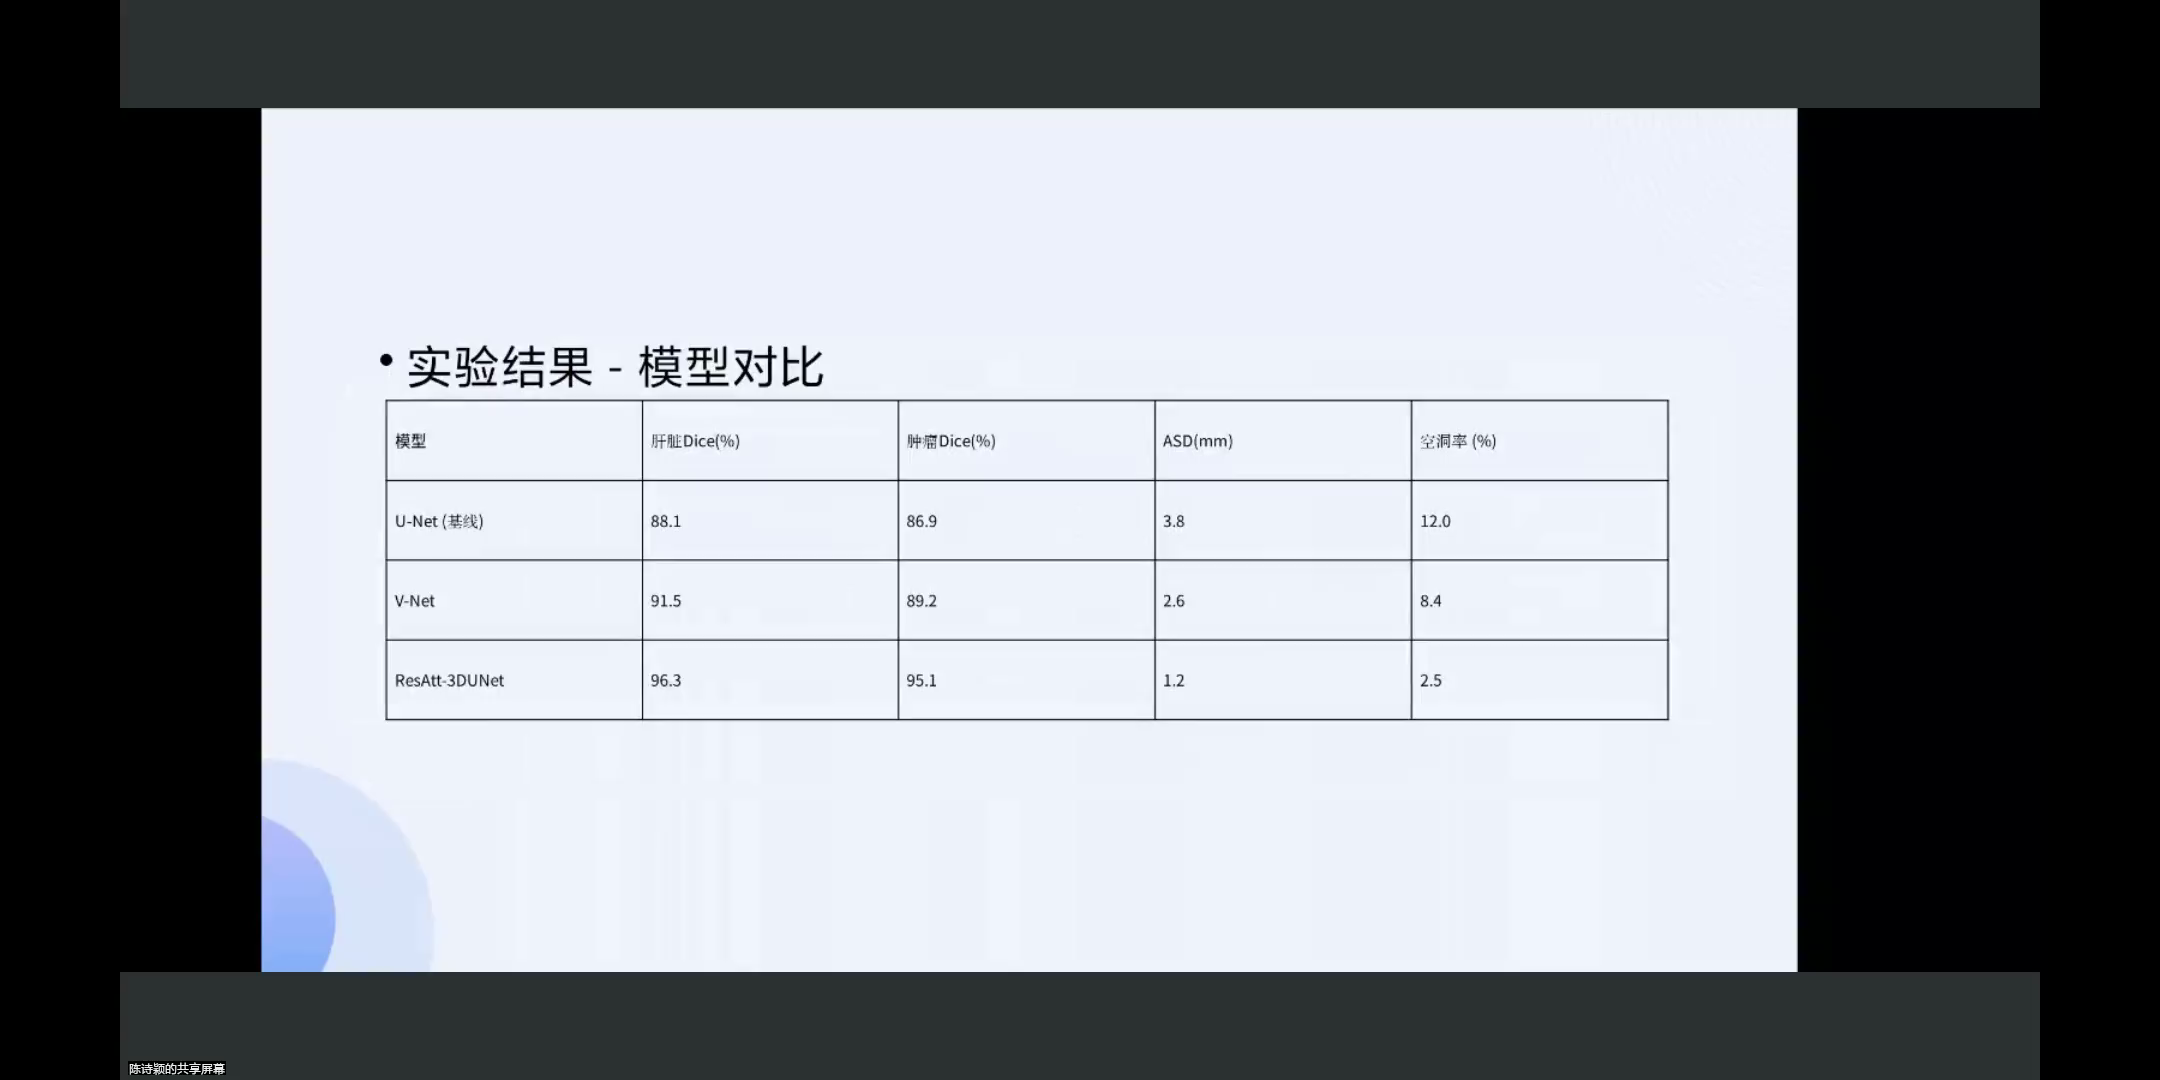 • 实验结果 - 模型对比
模型 肝脏Dice(%) 肿瘤Dice(%) ASD(mm) 空洞率 (%)
U-Net (基线) 88.1 86.9 3.8 12.0
V-Net 91.5 89.2 2.6 8.4
ResAtt-3DUNet 96.3 95.1 1.2 2.5
陈诗颖的共享屏幕